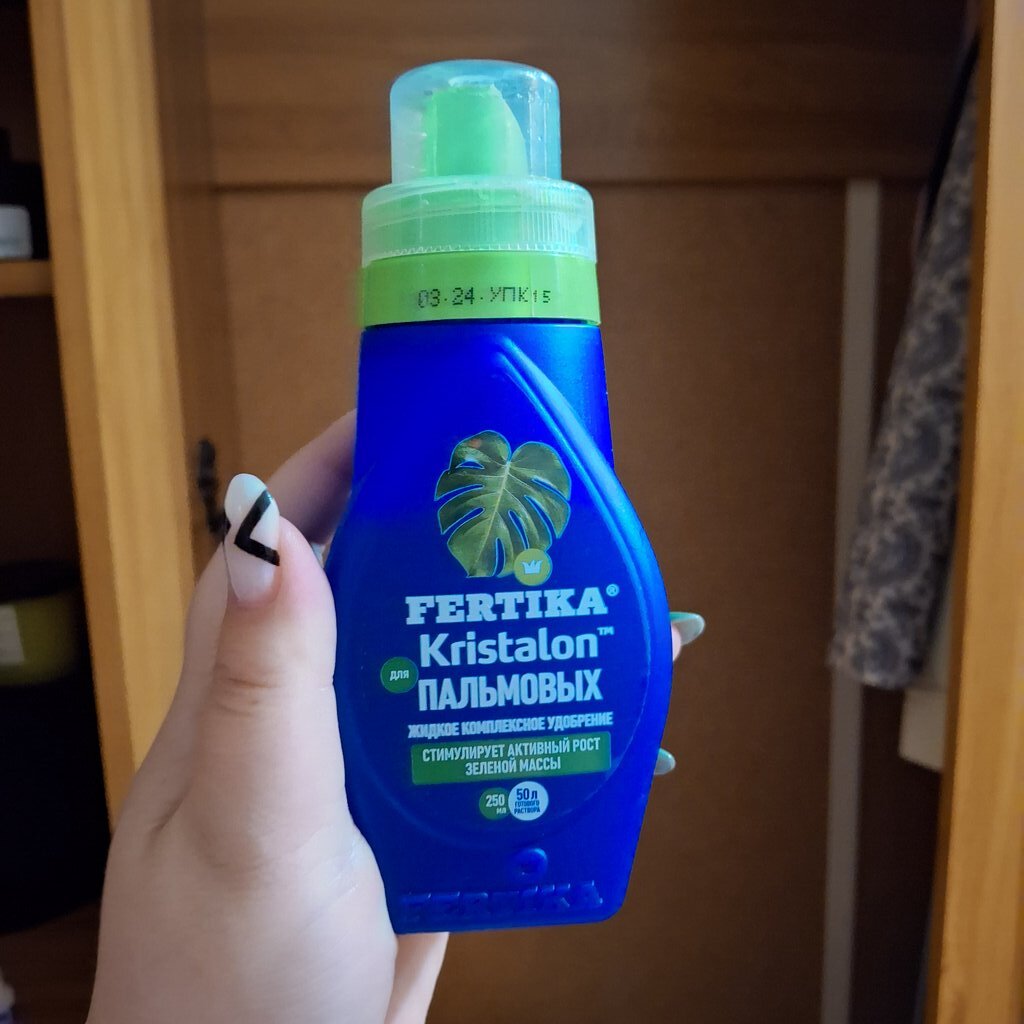 03·24·УПК15
FERTIKA®
Kristalon™
для
ПАЛЬМОВЫХ
ЖИДКОЕ КОМПЛЕКСНОЕ УДОБРЕНИЕ
СТИМУЛИРУЕТ АКТИВНЫЙ РОСТ
ЗЕЛЕНОЙ МАССЫ
250 50 л
мл ГОТОВОГО
РАСТВОРА
FERTIKA